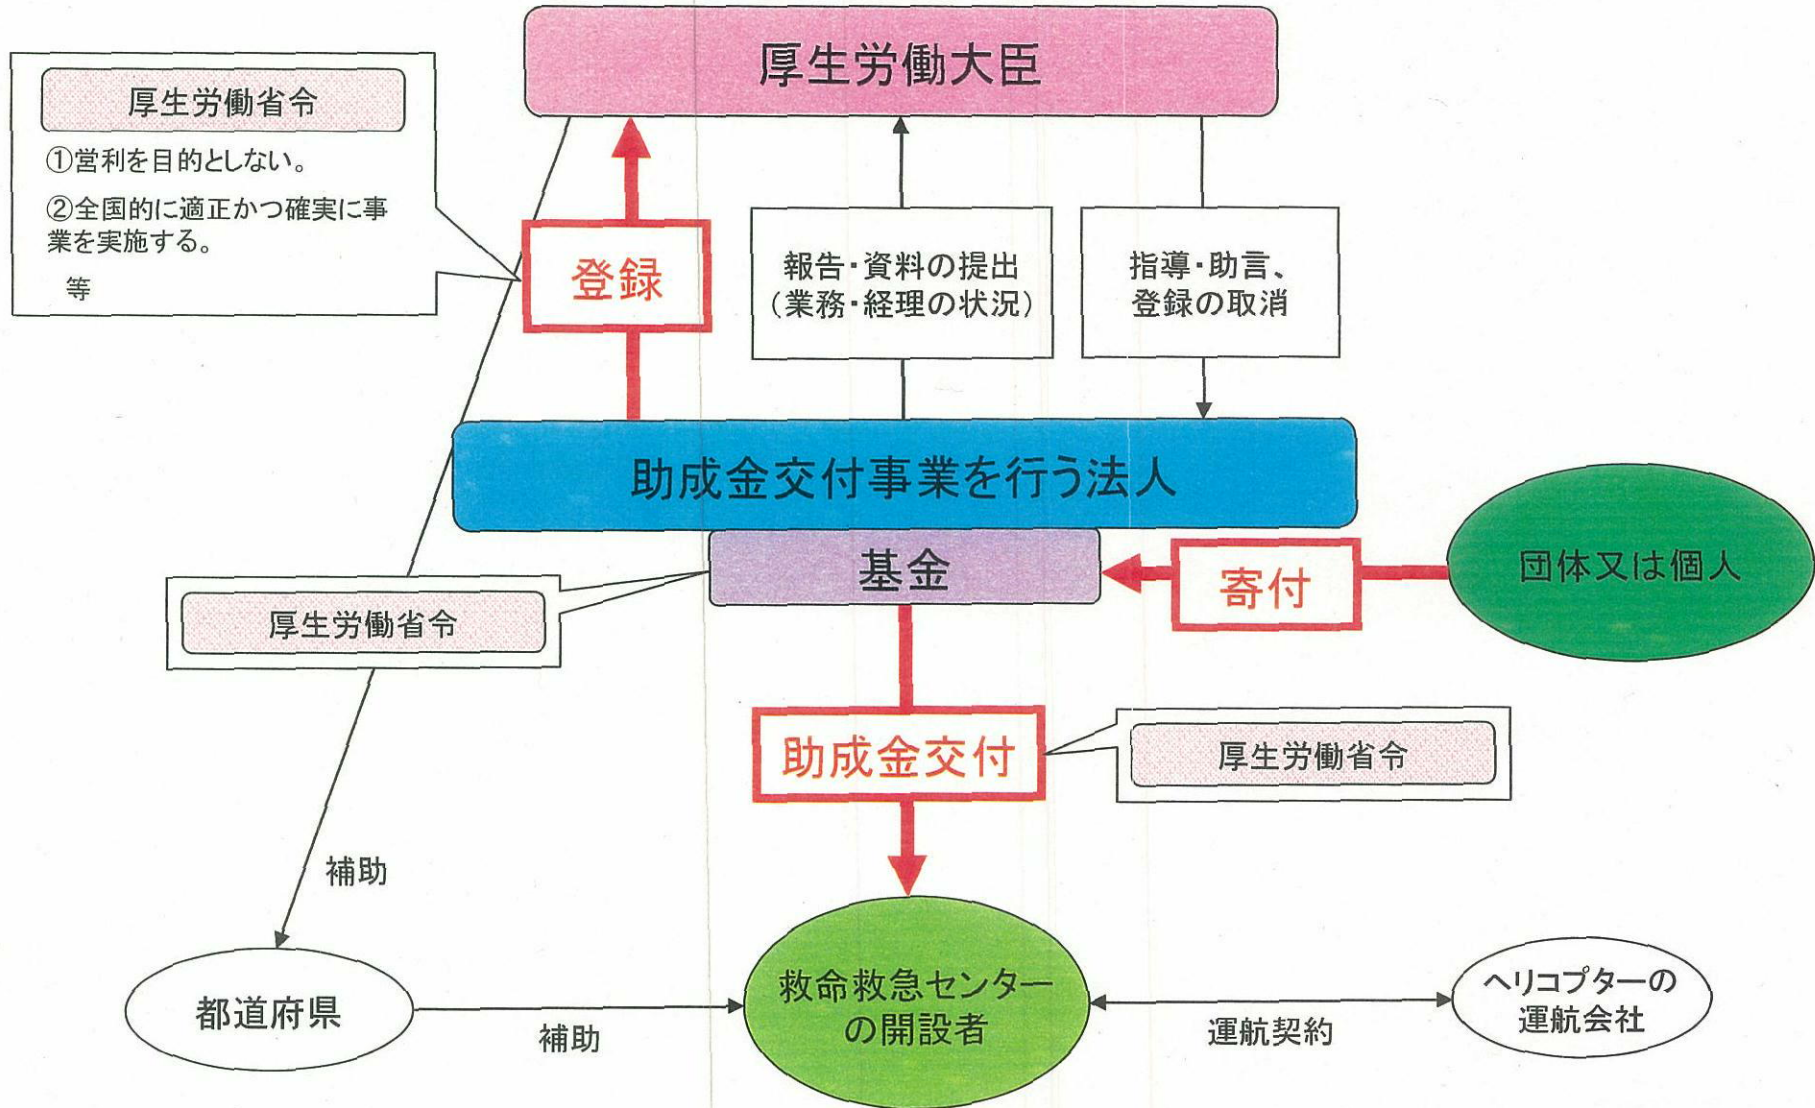 厚生労働大臣
厚生労働省令
①営利を目的としない。
②全国的に適正かつ確実に事
業を実施する。
等
登録
報告・資料の提出
（業務・経理の状況）
指導・助言、
登録の取消
助成金交付事業を行う法人
基金
寄付
団体又は個人
厚生労働省令
助成金交付
厚生労働省令
補助
都道府県
補助
救命救急センター
の開設者
運航契約
ヘリコプターの
運航会社